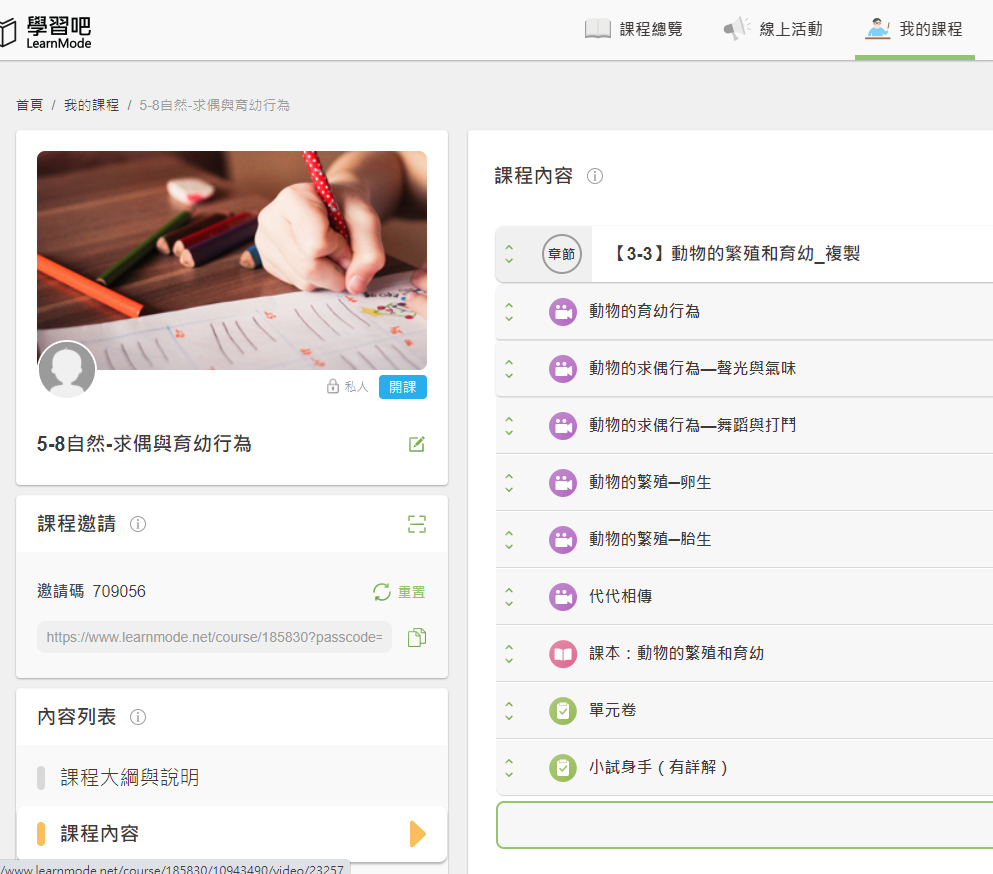 學習吧
LearnMode
課程總覽
線上活動
我的課程
首頁 / 我的課程 / 5-8自然-求偶與育幼行為
私人
開課
5-8自然-求偶與育幼行為
課程邀請
邀請碼 709056
重置
https://www.learnmode.net/course/185830?passcode=
內容列表
課程大綱與說明
課程內容
/www.learnmode.net/course/185830/10943490/video/23257
課程內容
章節
【3-3】動物的繁殖和育幼_複製
動物的育幼行為
動物的求偶行為—聲光與氣味
動物的求偶行為—舞蹈與打鬥
動物的繁殖—卵生
動物的繁殖—胎生
代代相傳
課本：動物的繁殖和育幼
單元卷
小試身手（有詳解）